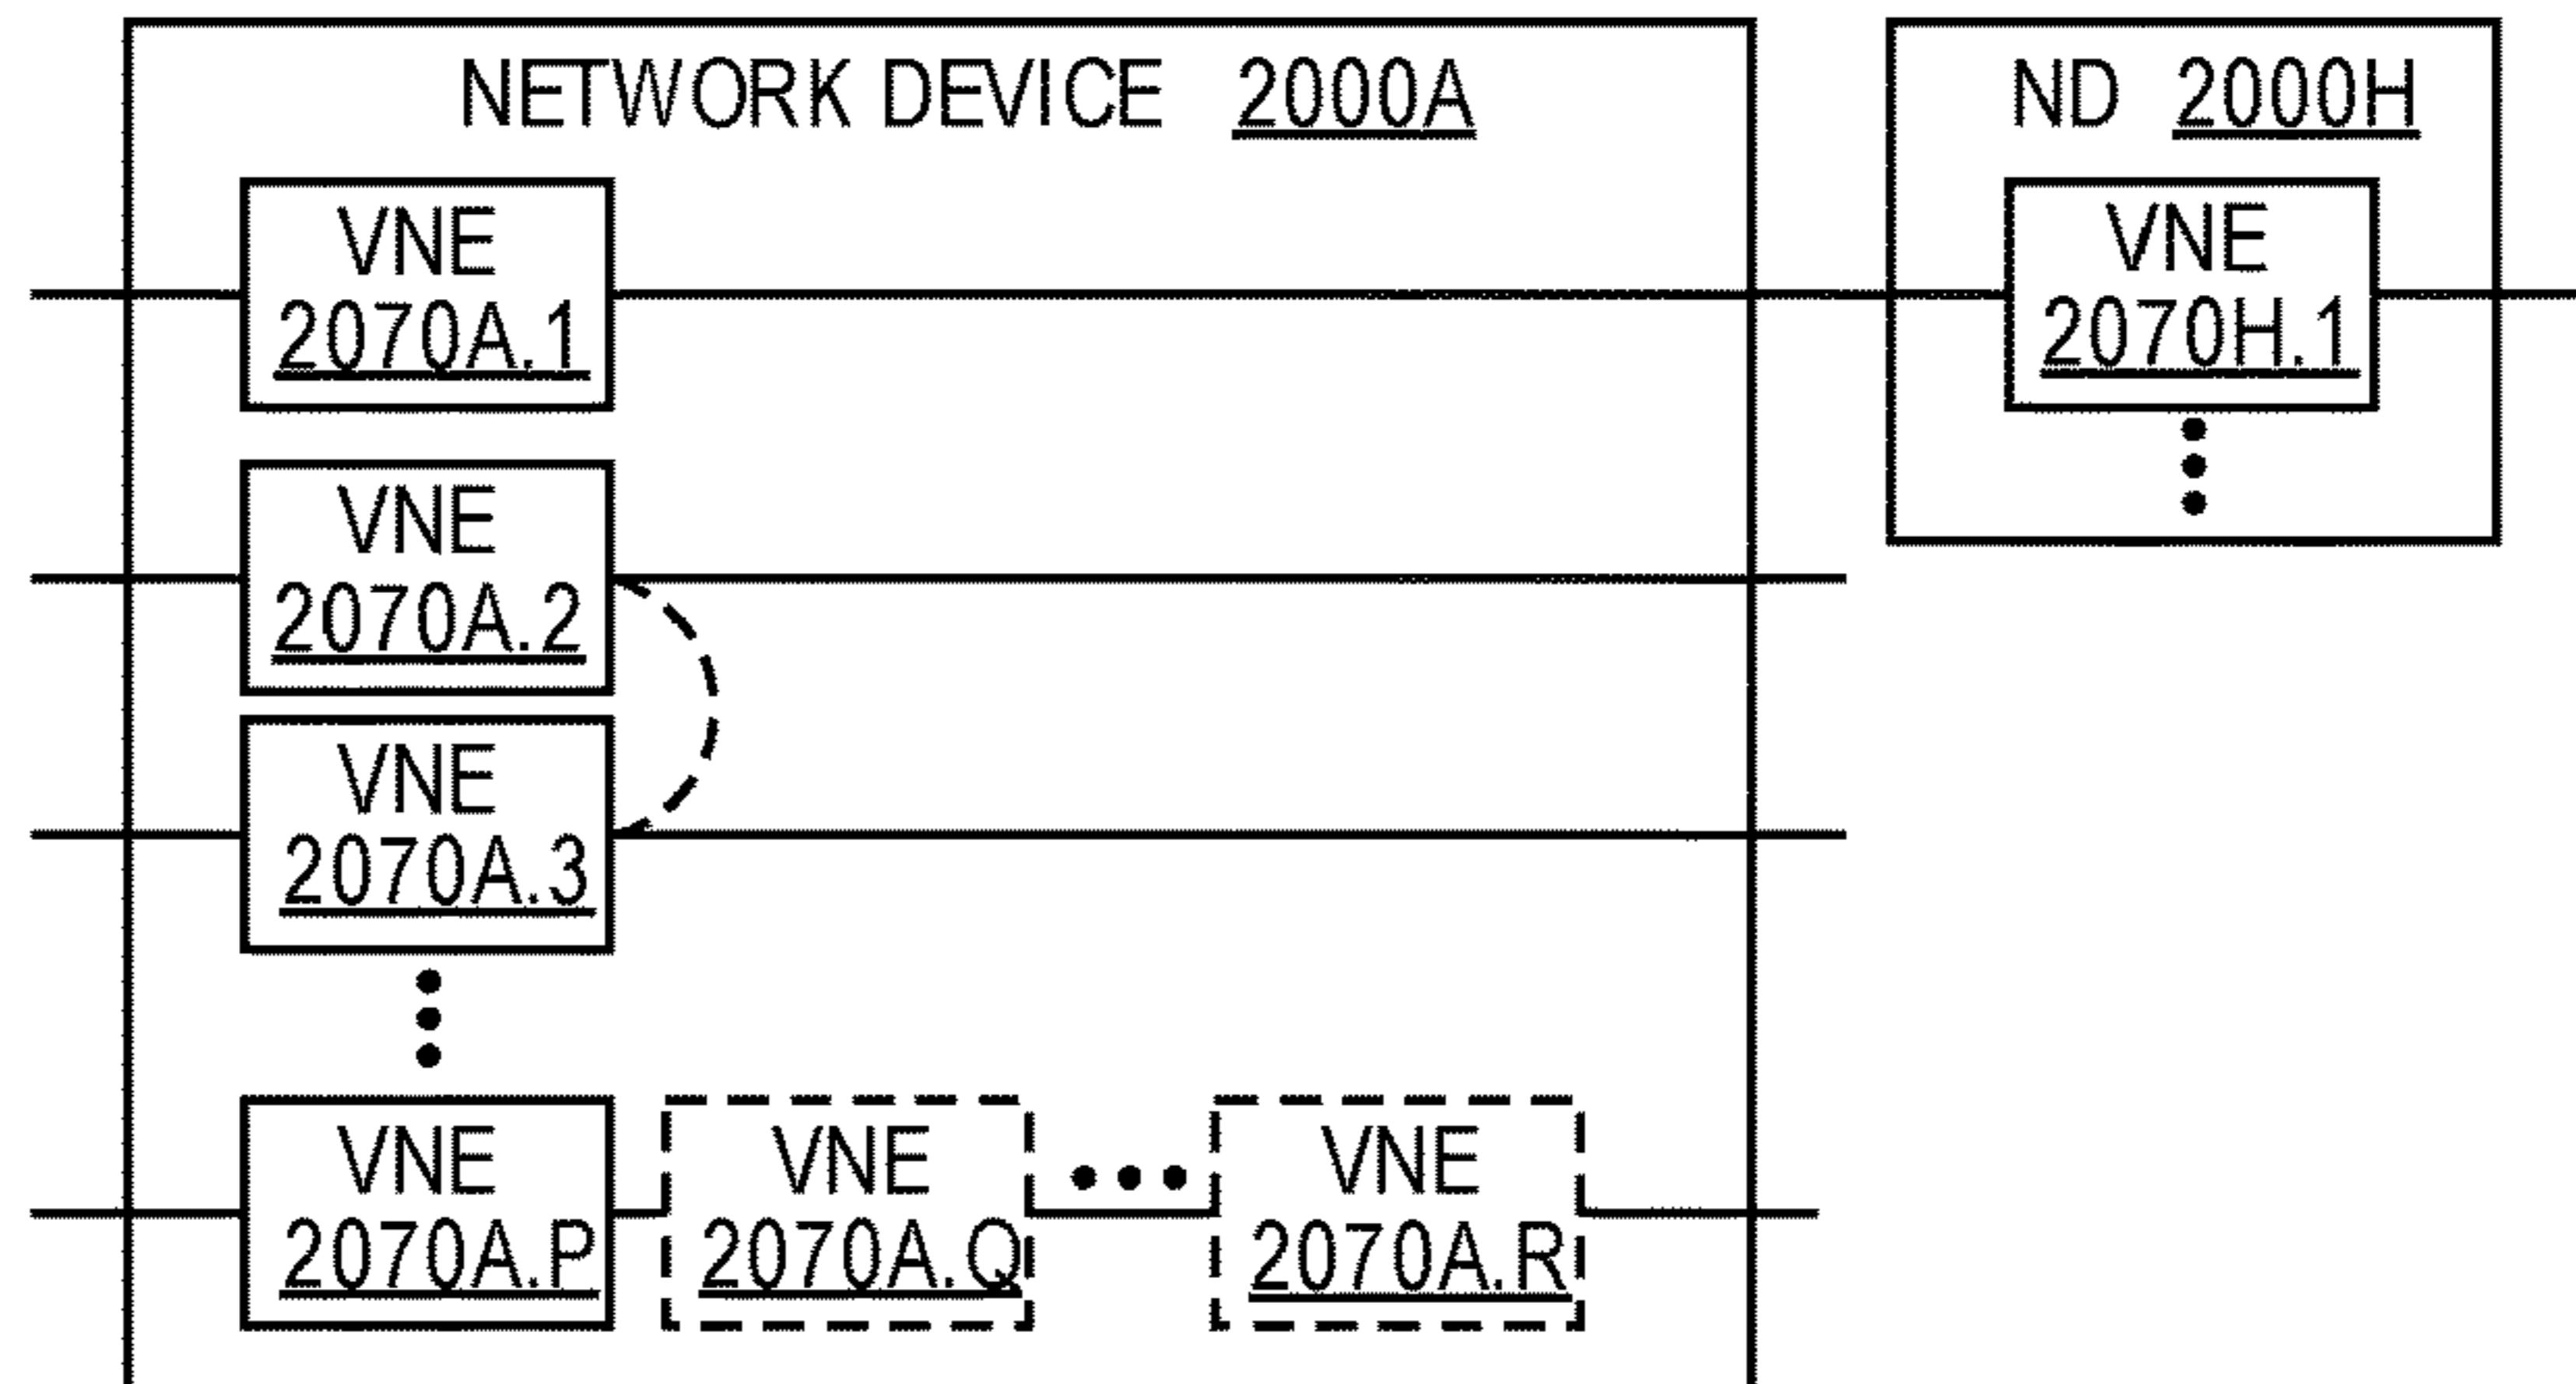 NETWORK DEVICE 2000A
ND 2000H
VNE
2070A.1
VNE
2070H.1
VNE
2070A.2
VNE
2070A.3
VNE
2070A.P
VNE
2070A.Q
VNE
2070A.R